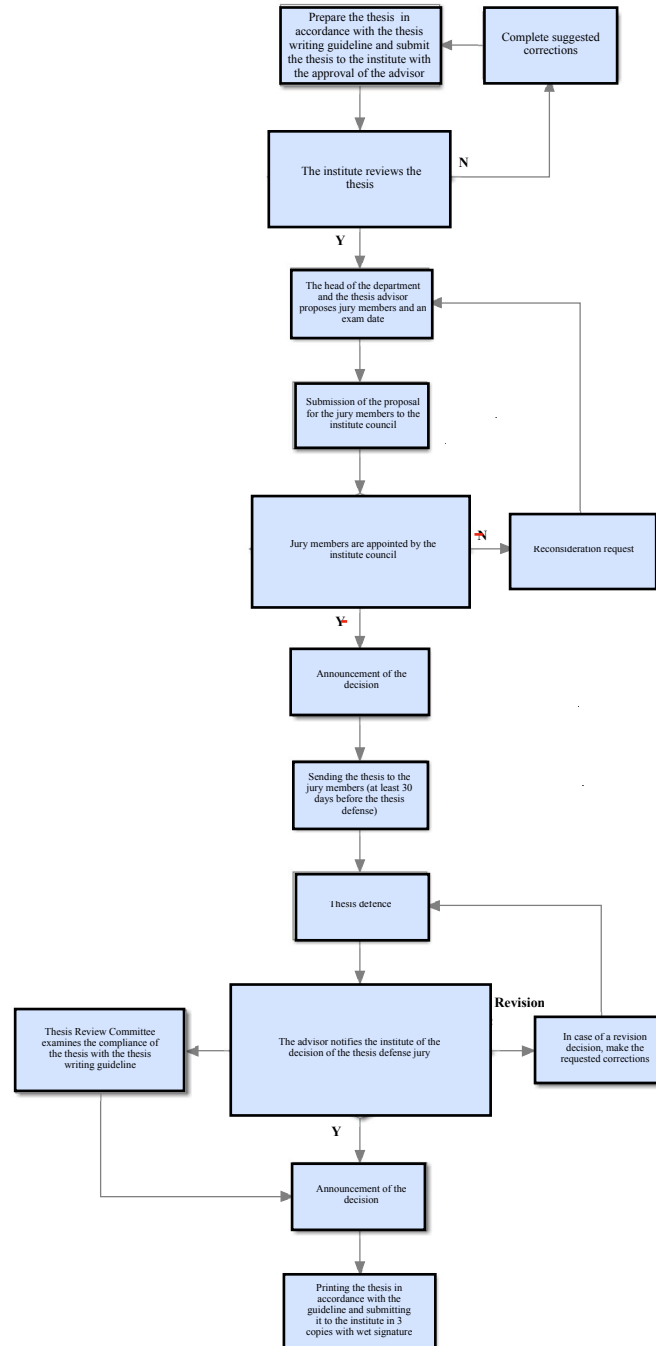 Prepare the thesis in
accordance with the thesis
writing guideline and submit
the thesis to the institute with
the approval of the advisor
Complete suggested
corrections
The institute reviews the
thesis
N
Y
The head of the department
and the thesis advisor
proposes jury members and an
exam date
Submission of the proposal
for the jury members to the
institute council
Jury members are appointed by the
institute council
N
Reconsideration request
Y
Announcement of the
decision
Sending the thesis to the
jury members (at least 30
days before the thesis
defense)
Thesis defence
Revision
Thesis Review Committee
examines the compliance of
the thesis with the thesis
writing guideline
The advisor notifies the institute of the
decision of the thesis defense jury
In case of a revision
decision, make the
requested corrections
Y
Announcement of the
decision
Printing the thesis in
accordance with the
guideline and submitting
it to the institute in 3
copies with wet signature